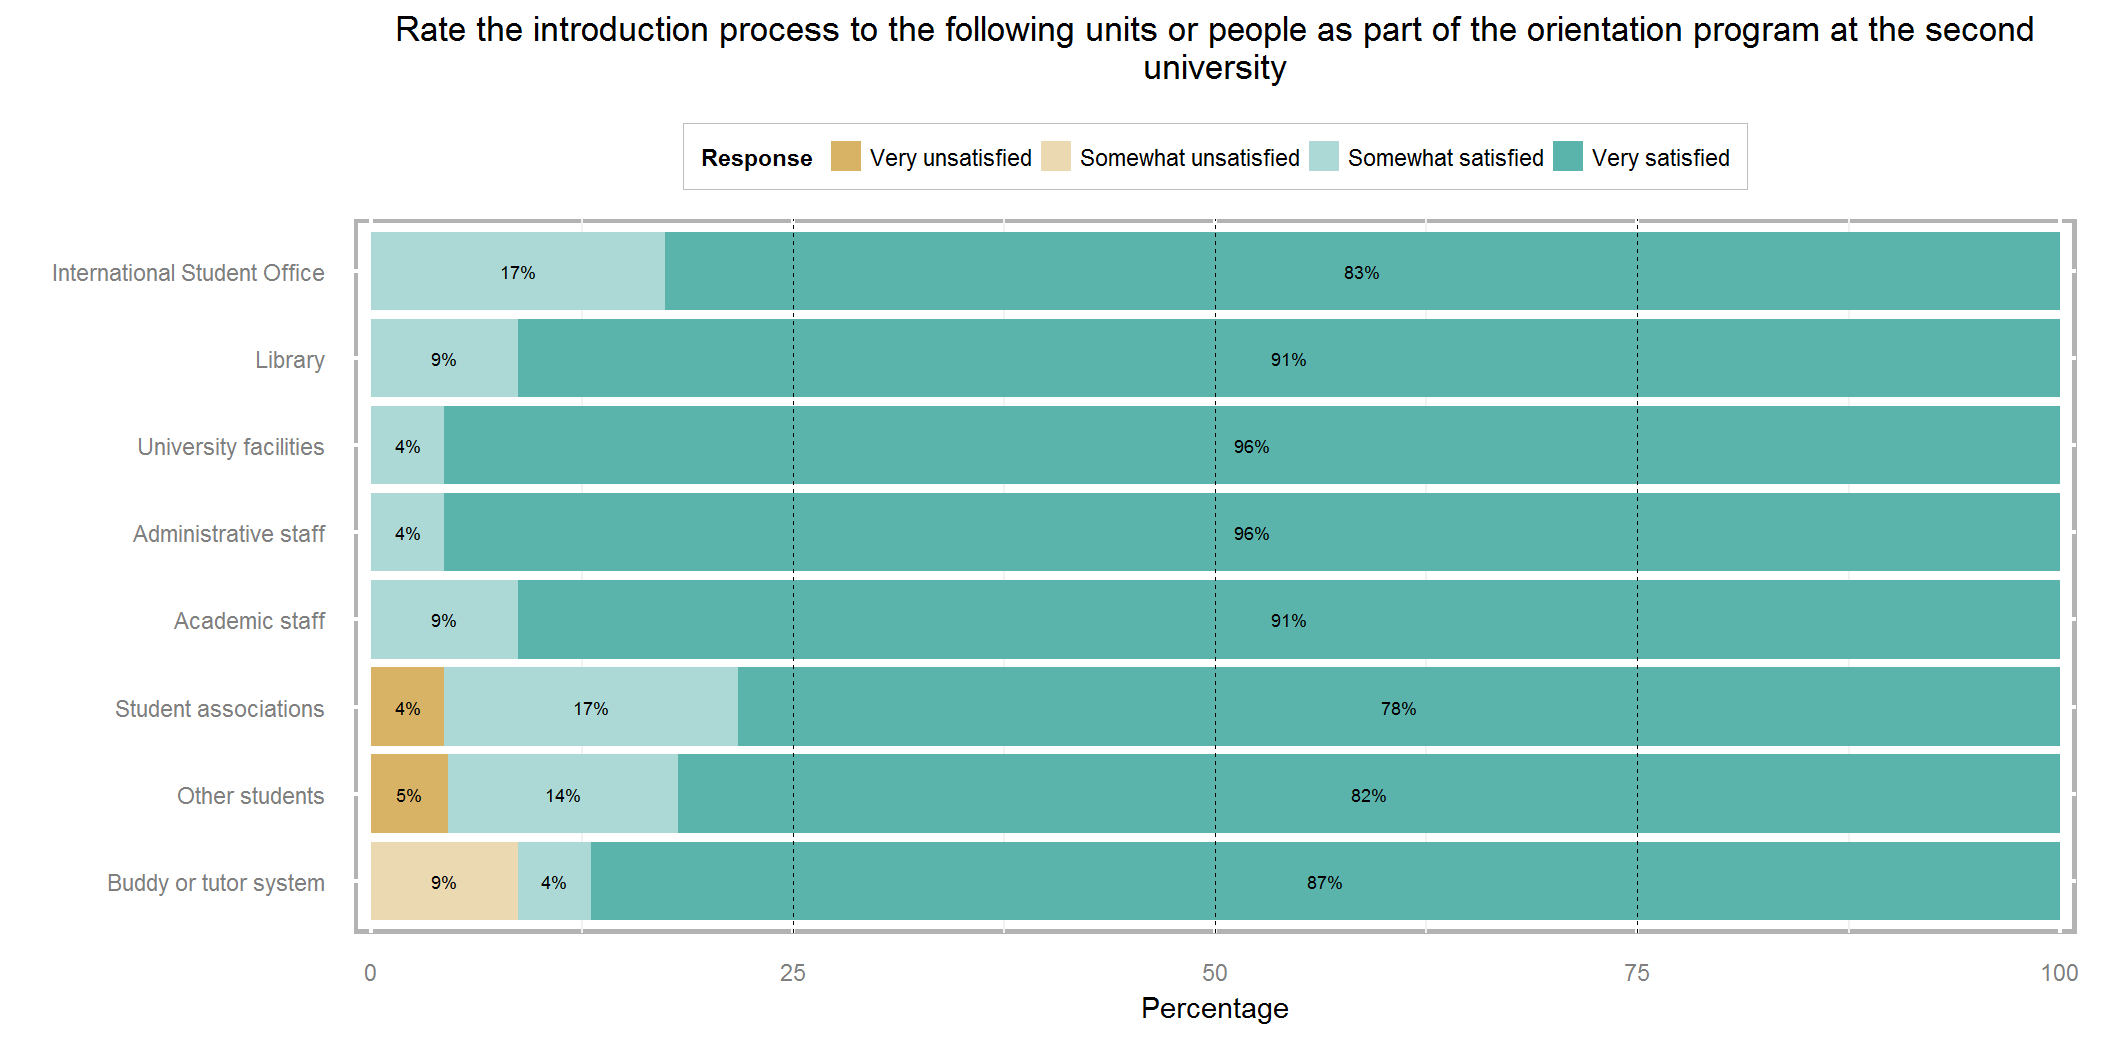 Rate the introduction process to the following units or people as part of the orientation program at the second
university
Response Very unsatisfied Somewhat unsatisfied Somewhat satisfied Very satisfied
International Student Office 17% 83%
Library 9% 91%
University facilities 4% 96%
Administrative staff 4% 96%
Academic staff 9% 91%
Student associations 4% 17% 78%
Other students 5% 14% 82%
Buddy or tutor system 9% 4% 87%
0 25 50 75 100
Percentage